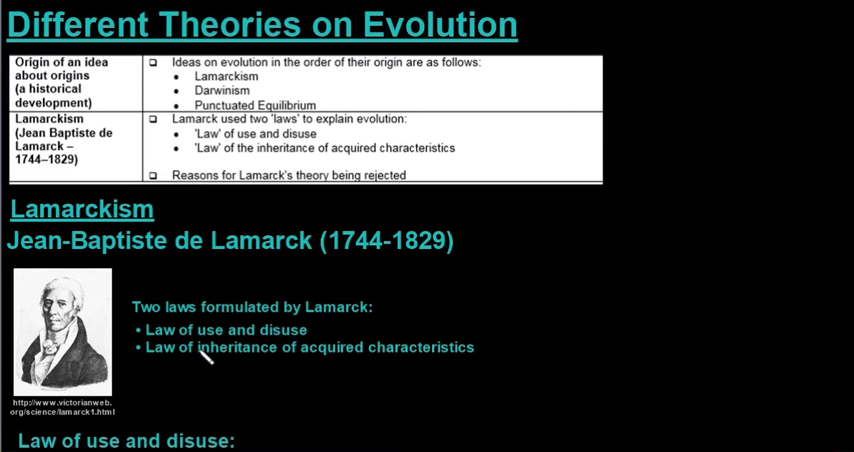 Different Theories on Evolution
Origin of an idea
about origins
(a historical
development)
❑ Ideas on evolution in the order of their origin are as follows:
• Lamarckism
• Darwinism
• Punctuated Equilibrium
Lamarckism
(Jean Baptiste de
Lamarck –
1744–1829)
❑ Lamarck used two 'laws' to explain evolution:
• 'Law' of use and disuse
• 'Law' of the inheritance of acquired characteristics
❑ Reasons for Lamarck's theory being rejected
Lamarckism
Jean-Baptiste de Lamarck (1744-1829)
Two laws formulated by Lamarck:
• Law of use and disuse
• Law of inheritance of acquired characteristics
http://www.victorianweb.
org/science/lamarck1.html
Law of use and disuse: